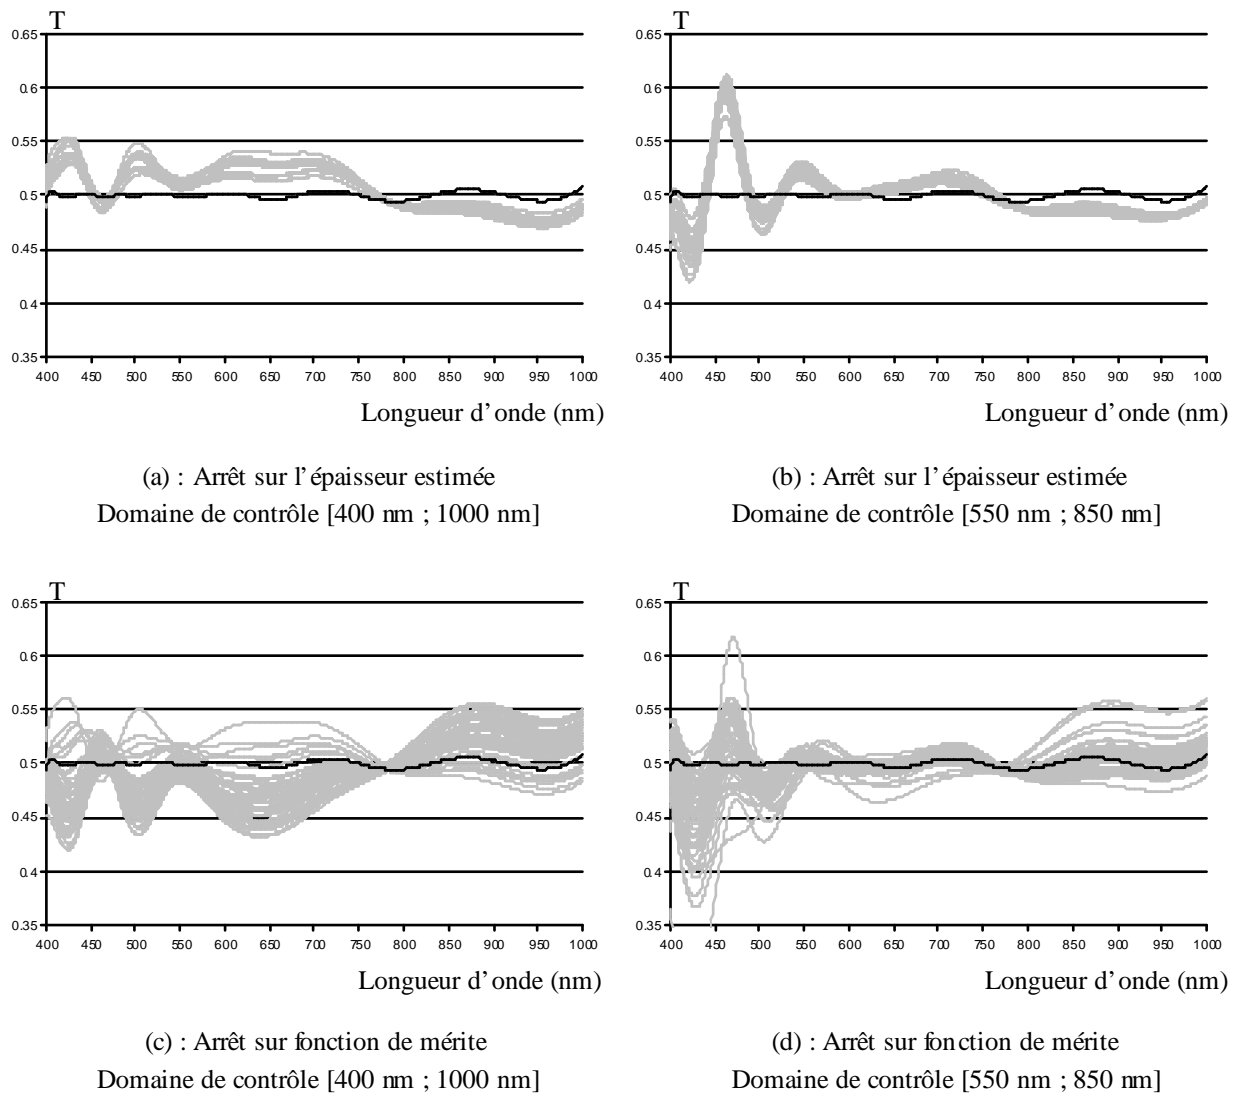 T
0.65
0.6
0.55
0.5
0.45
0.4
0.35
400 450 500 550 600 650 700 750 800 850 900 950 1000
Longueur d'onde (nm)
(a) : Arrêt sur l'épaisseur estimée
Domaine de contrôle [400 nm ; 1000 nm]
T
0.65
0.6
0.55
0.5
0.45
0.4
0.35
400 450 500 550 600 650 700 750 800 850 900 950 1000
Longueur d'onde (nm)
(b) : Arrêt sur l'épaisseur estimée
Domaine de contrôle [550 nm ; 850 nm]
T
0.65
0.6
0.55
0.5
0.45
0.4
0.35
400 450 500 550 600 650 700 750 800 850 900 950 1000
Longueur d'onde (nm)
(c) : Arrêt sur fonction de mérite
Domaine de contrôle [400 nm ; 1000 nm]
T
0.65
0.6
0.55
0.5
0.45
0.4
0.35
400 450 500 550 600 650 700 750 800 850 900 950 1000
Longueur d'onde (nm)
(d) : Arrêt sur fonction de mérite
Domaine de contrôle [550 nm ; 850 nm]